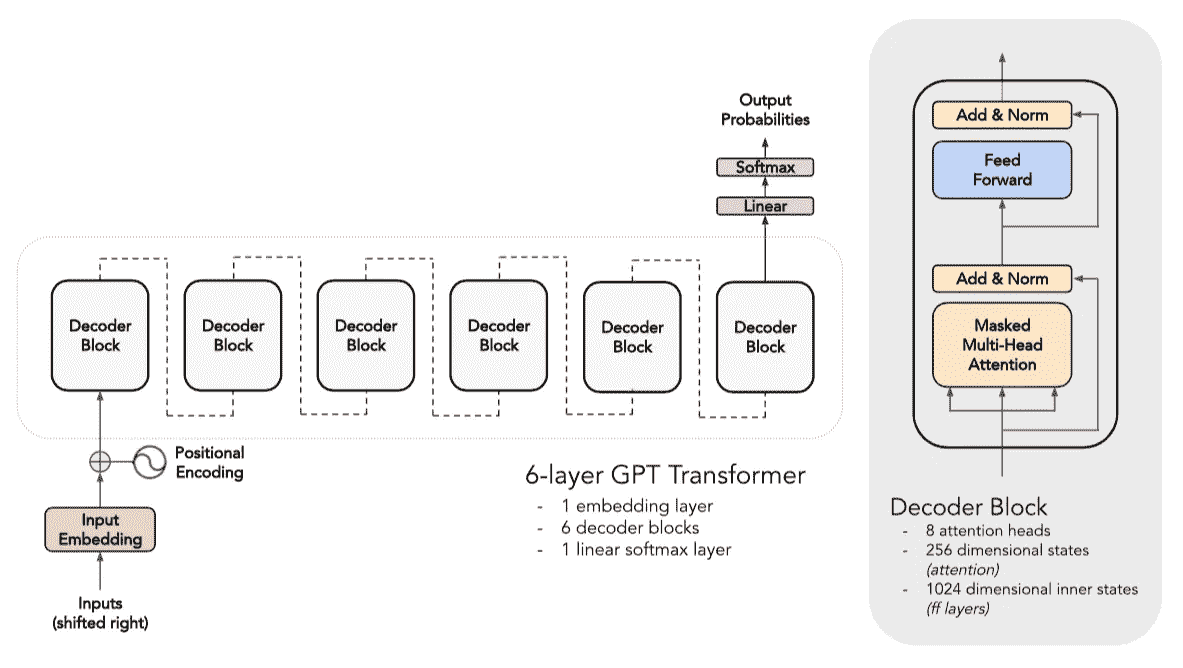 Output
Probabilities
Softmax
Linear
Decoder
Block
Decoder
Block
Decoder
Block
Decoder
Block
Decoder
Block
Decoder
Block
Positional
Encoding
Input
Embedding
Inputs
(shifted right)
6-layer GPT Transformer
- 1 embedding layer
- 6 decoder blocks
- 1 linear softmax layer
Add & Norm
Feed
Forward
Add & Norm
Masked
Multi-Head
Attention
Decoder Block
- 8 attention heads
- 256 dimensional states
(attention)
- 1024 dimensional inner states
(ff layers)